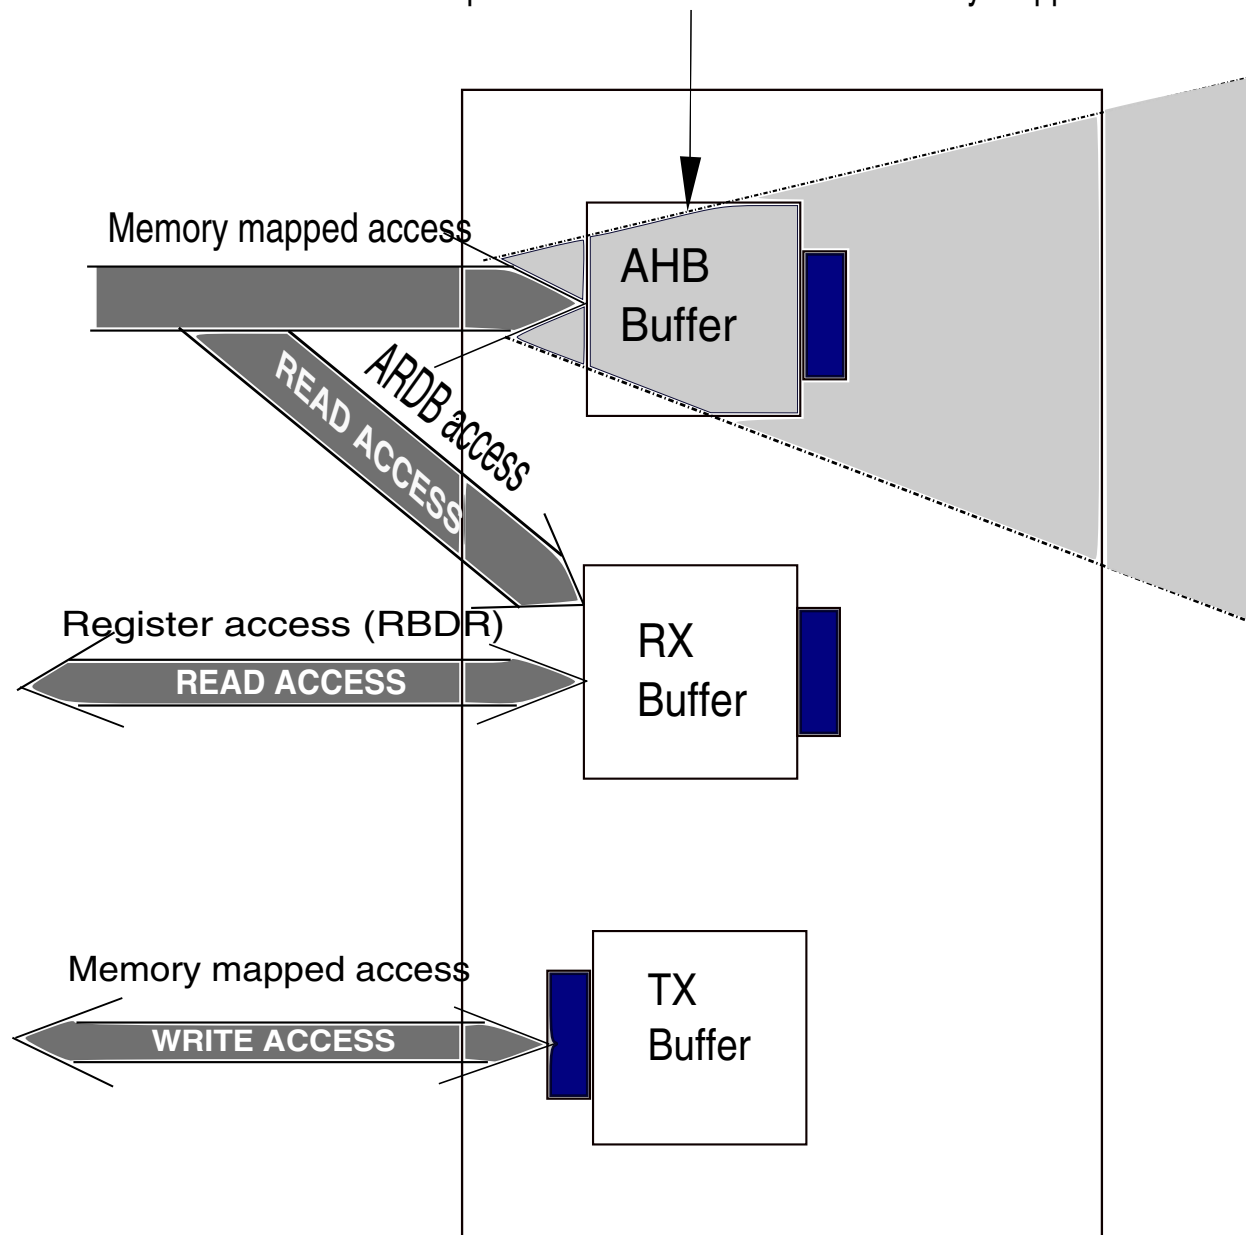 Memory mapped access
AHB
Buffer
ARDB access
READ ACCESS
Register access (RBDR)
READ ACCESS
RX
Buffer
Memory mapped access
WRITE ACCESS
TX
Buffer